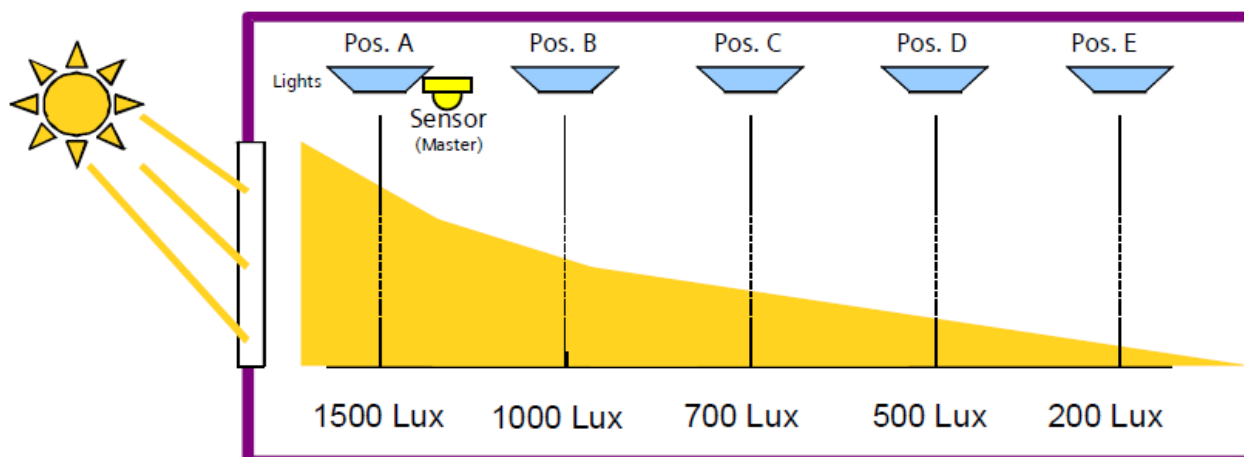 Pos. A
Pos. B
Pos. C
Pos. D
Pos. E
Lights
Sensor
(Master)
1500 Lux
1000 Lux
700 Lux
500 Lux
200 Lux